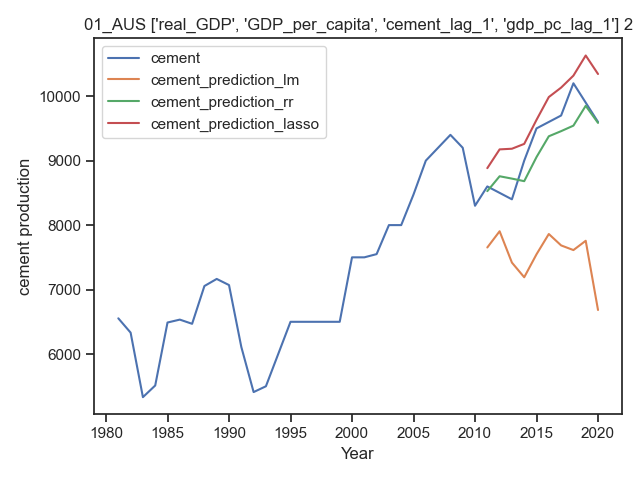 01_AUS ['real_GDP', 'GDP_per_capita', 'cement_lag_1', 'gdp_pc_lag_1'] 2
cement
cement_prediction_lm
cement_prediction_rr
cement_prediction_lasso
10000
9000
8000
7000
6000
cement production
1980 1985 1990 1995 2000 2005 2010 2015 2020
Year